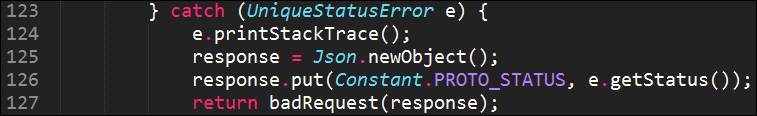 123 } catch (UniqueStatusError e) {
124 e.printStackTrace();
125 response = Json.newObject();
126 response.put(Constant.PROTO_STATUS, e.getStatus());
127 return badRequest(response);